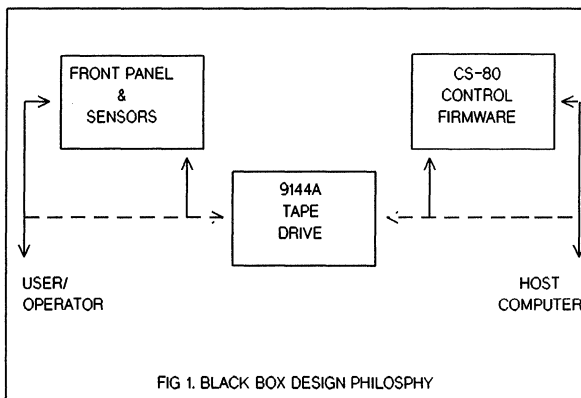 FRONT PANEL
&
SENSORS
CS-80
CONTROL
FIRMWARE
9144A
TAPE
DRIVE
USER/
OPERATOR
HOST
COMPUTER
FIG 1. BLACK BOX DESIGN PHILOSPHY